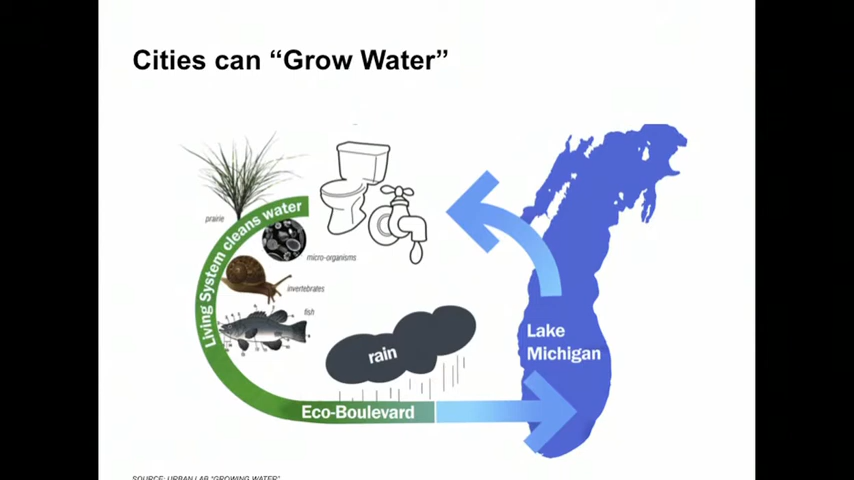 Cities can “Grow Water”
prairie
Living System cleans water
micro-organisms
invertebrates
fish
rain
Eco-Boulevard
Lake
Michigan
SOURCE: URBAN LAB "GROWING WATER"